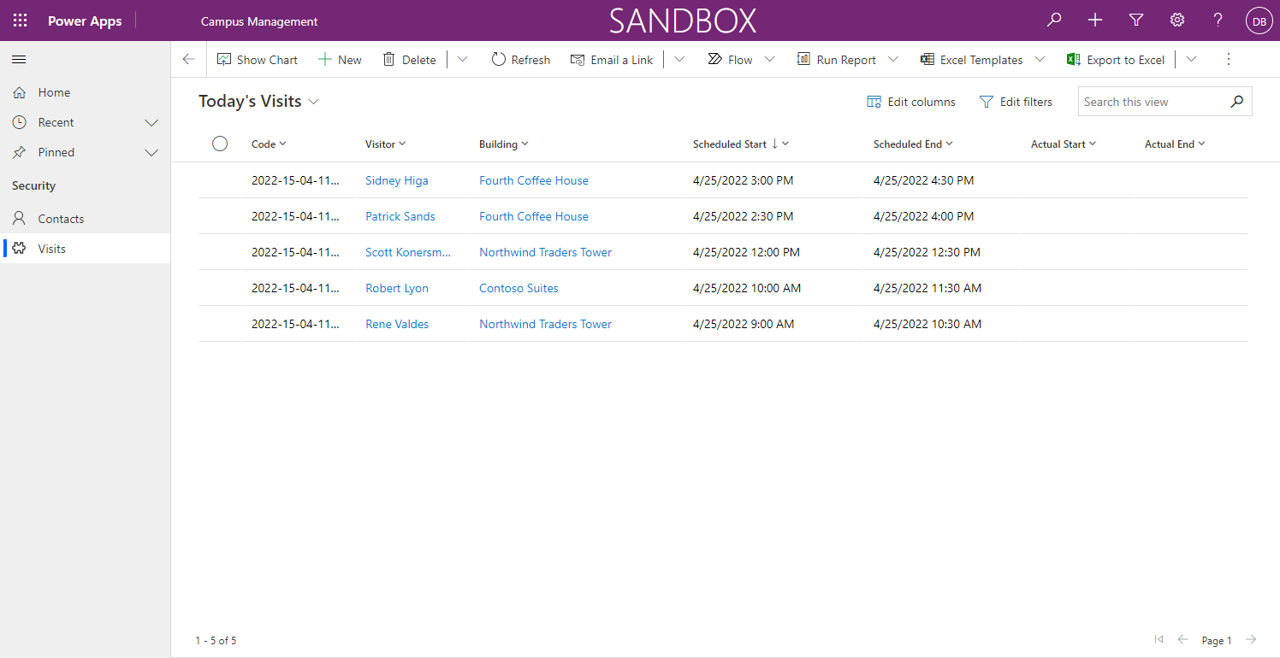 Power Apps Campus Management SANDBOX ? DB
Show Chart New Delete Refresh Email a Link Flow Run Report Excel Templates Export to Excel
Home
Recent
Pinned
Security
Contacts
Visits
Today's Visits Edit columns Edit filters Search this view
Code Visitor Building Scheduled Start ↓ Scheduled End Actual Start Actual End
2022-15-04-11... Sidney Higa Fourth Coffee House 4/25/2022 3:00 PM 4/25/2022 4:30 PM
2022-15-04-11... Patrick Sands Fourth Coffee House 4/25/2022 2:30 PM 4/25/2022 4:00 PM
2022-15-04-11... Scott Konersm... Northwind Traders Tower 4/25/2022 12:00 PM 4/25/2022 12:30 PM
2022-15-04-11... Robert Lyon Contoso Suites 4/25/2022 10:00 AM 4/25/2022 11:30 AM
2022-15-04-11... Rene Valdes Northwind Traders Tower 4/25/2022 9:00 AM 4/25/2022 10:30 AM
1 - 5 of 5 Page 1